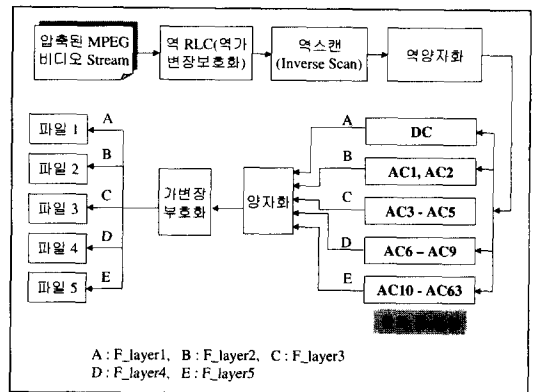 압축된 MPEG
비디오 Stream
역 RLC(역가
변장보호화)
역스캔
(Inverse Scan)
역양자화
A
DC
B
AC1, AC2
C
AC3 - AC5
D
AC6 – AC9
E
AC10 - AC63
양자화
가변장
부호화
A
파일 1
B
파일 2
C
파일 3
D
파일 4
E
파일 5
A : F_layer1, B : F_layer2, C : F_layer3
D : F_layer4, E : F_layer5